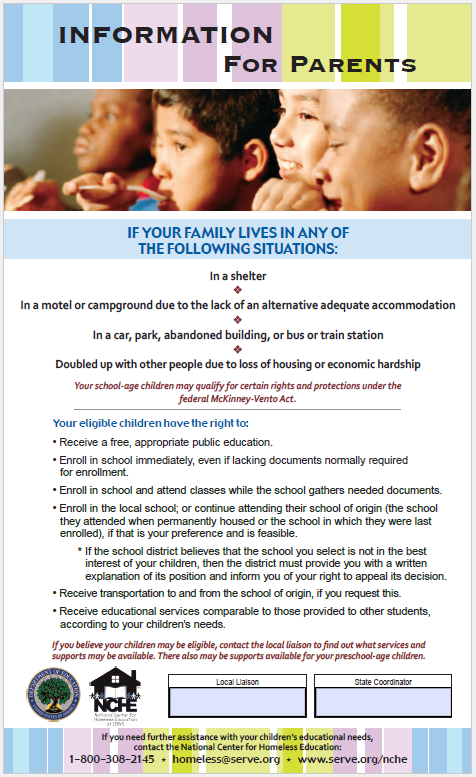 INFORMATION
FOR PARENTS
IF YOUR FAMILY LIVES IN ANY OF
THE FOLLOWING SITUATIONS:
In a shelter
In a motel or campground due to the lack of an alternative adequate accommodation
In a car, park, abandoned building, or bus or train station
Doubled up with other people due to loss of housing or economic hardship
Your school-age children may qualify for certain rights and protections under the
federal McKinney-Vento Act.
Your eligible children have the right to:
• Receive a free, appropriate public education.
• Enroll in school immediately, even if lacking documents normally required
for enrollment.
• Enroll in school and attend classes while the school gathers needed documents.
• Enroll in the local school; or continue attending their school of origin (the school
they attended when permanently housed or the school in which they were last
enrolled), if that is your preference and is feasible.
* If the school district believes that the school you select is not in the best
interest of your children, then the district must provide you with a written
explanation of its position and inform you of your right to appeal its decision.
• Receive transportation to and from the school of origin, if you request this.
• Receive educational services comparable to those provided to other students,
according to your children's needs.
If you believe your children may be eligible, contact the local liaison to find out what services and
supports may be available. There also may be supports available for your preschool-age children.
DEPARTMENT OF EDUCATION
UNITED STATES OF AMERICA
NCHE
National Center for
Homeless Education
at SERVE
Local Liaison
State Coordinator
If you need further assistance with your children's educational needs,
contact the National Center for Homeless Education:
1-800-308-2145 • homeless@serve.org • www.serve.org/nche